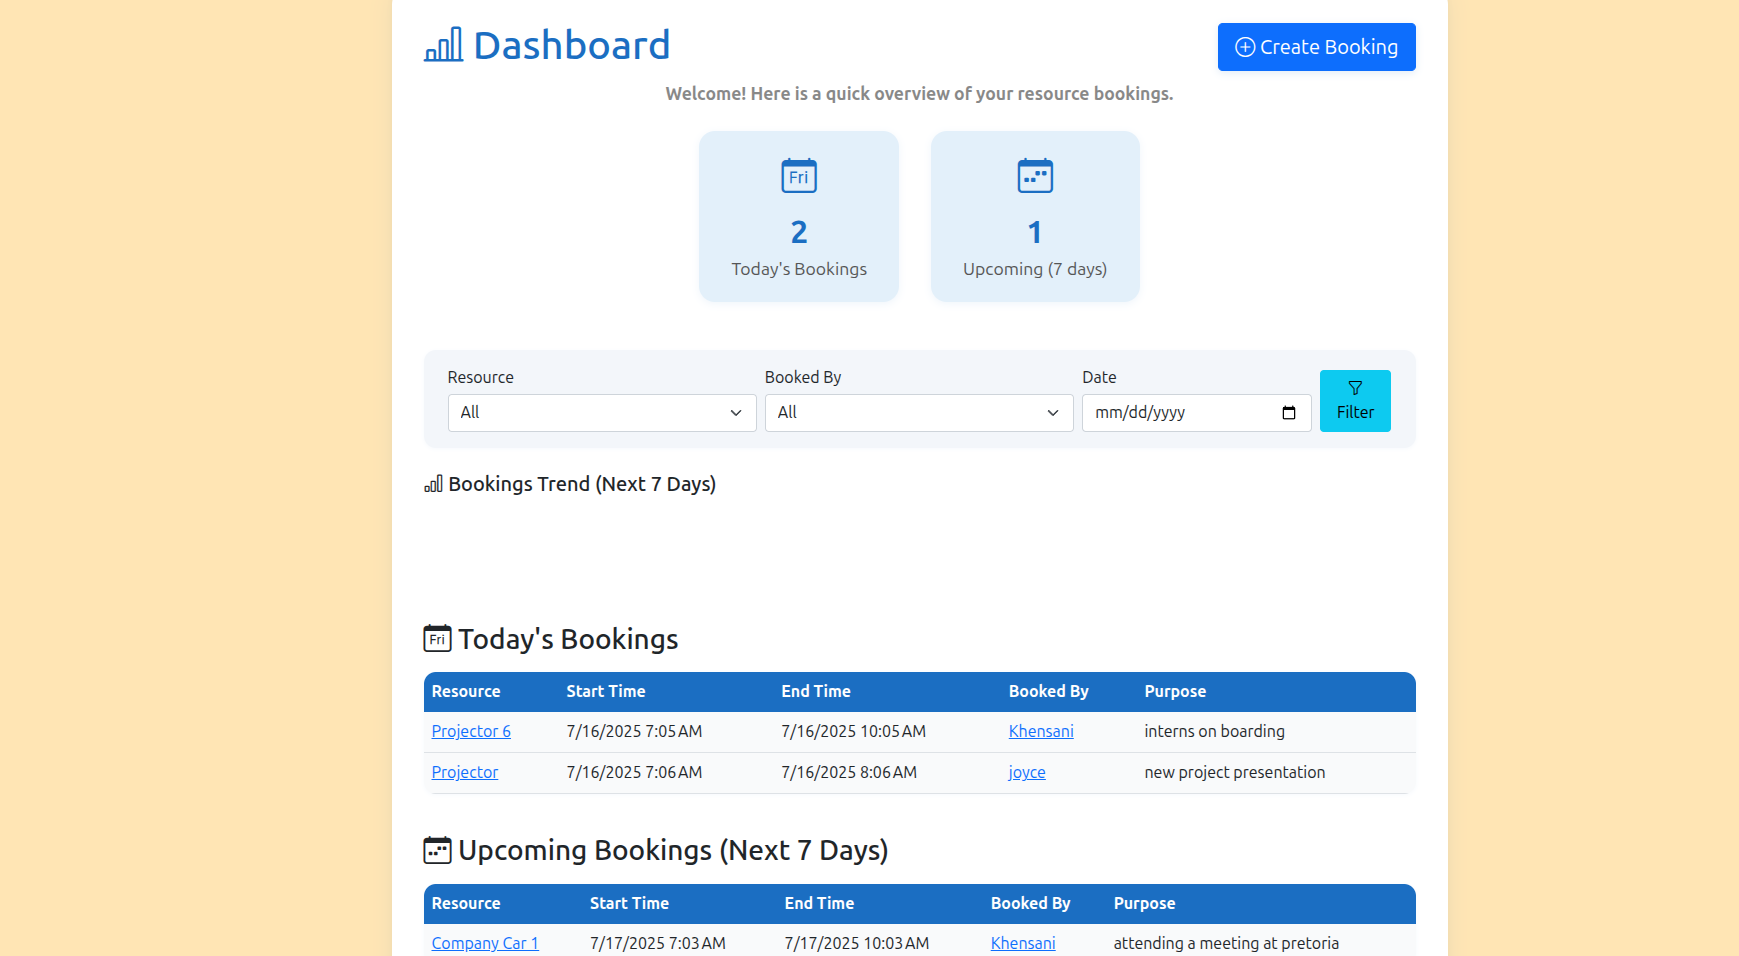 Dashboard
Create Booking
Welcome! Here is a quick overview of your resource bookings.
Fri
2
Today's Bookings
1
Upcoming (7 days)
Resource Booked By Date
All All mm/dd/yyyy Filter
Bookings Trend (Next 7 Days)
Fri Today's Bookings
Resource Start Time End Time Booked By Purpose
Projector 6 7/16/2025 7:05 AM 7/16/2025 10:05 AM Khensani interns on boarding
Projector 7/16/2025 7:06 AM 7/16/2025 8:06 AM joyce new project presentation
Upcoming Bookings (Next 7 Days)
Resource Start Time End Time Booked By Purpose
Company Car 1 7/17/2025 7:03 AM 7/17/2025 10:03 AM Khensani attending a meeting at pretoria